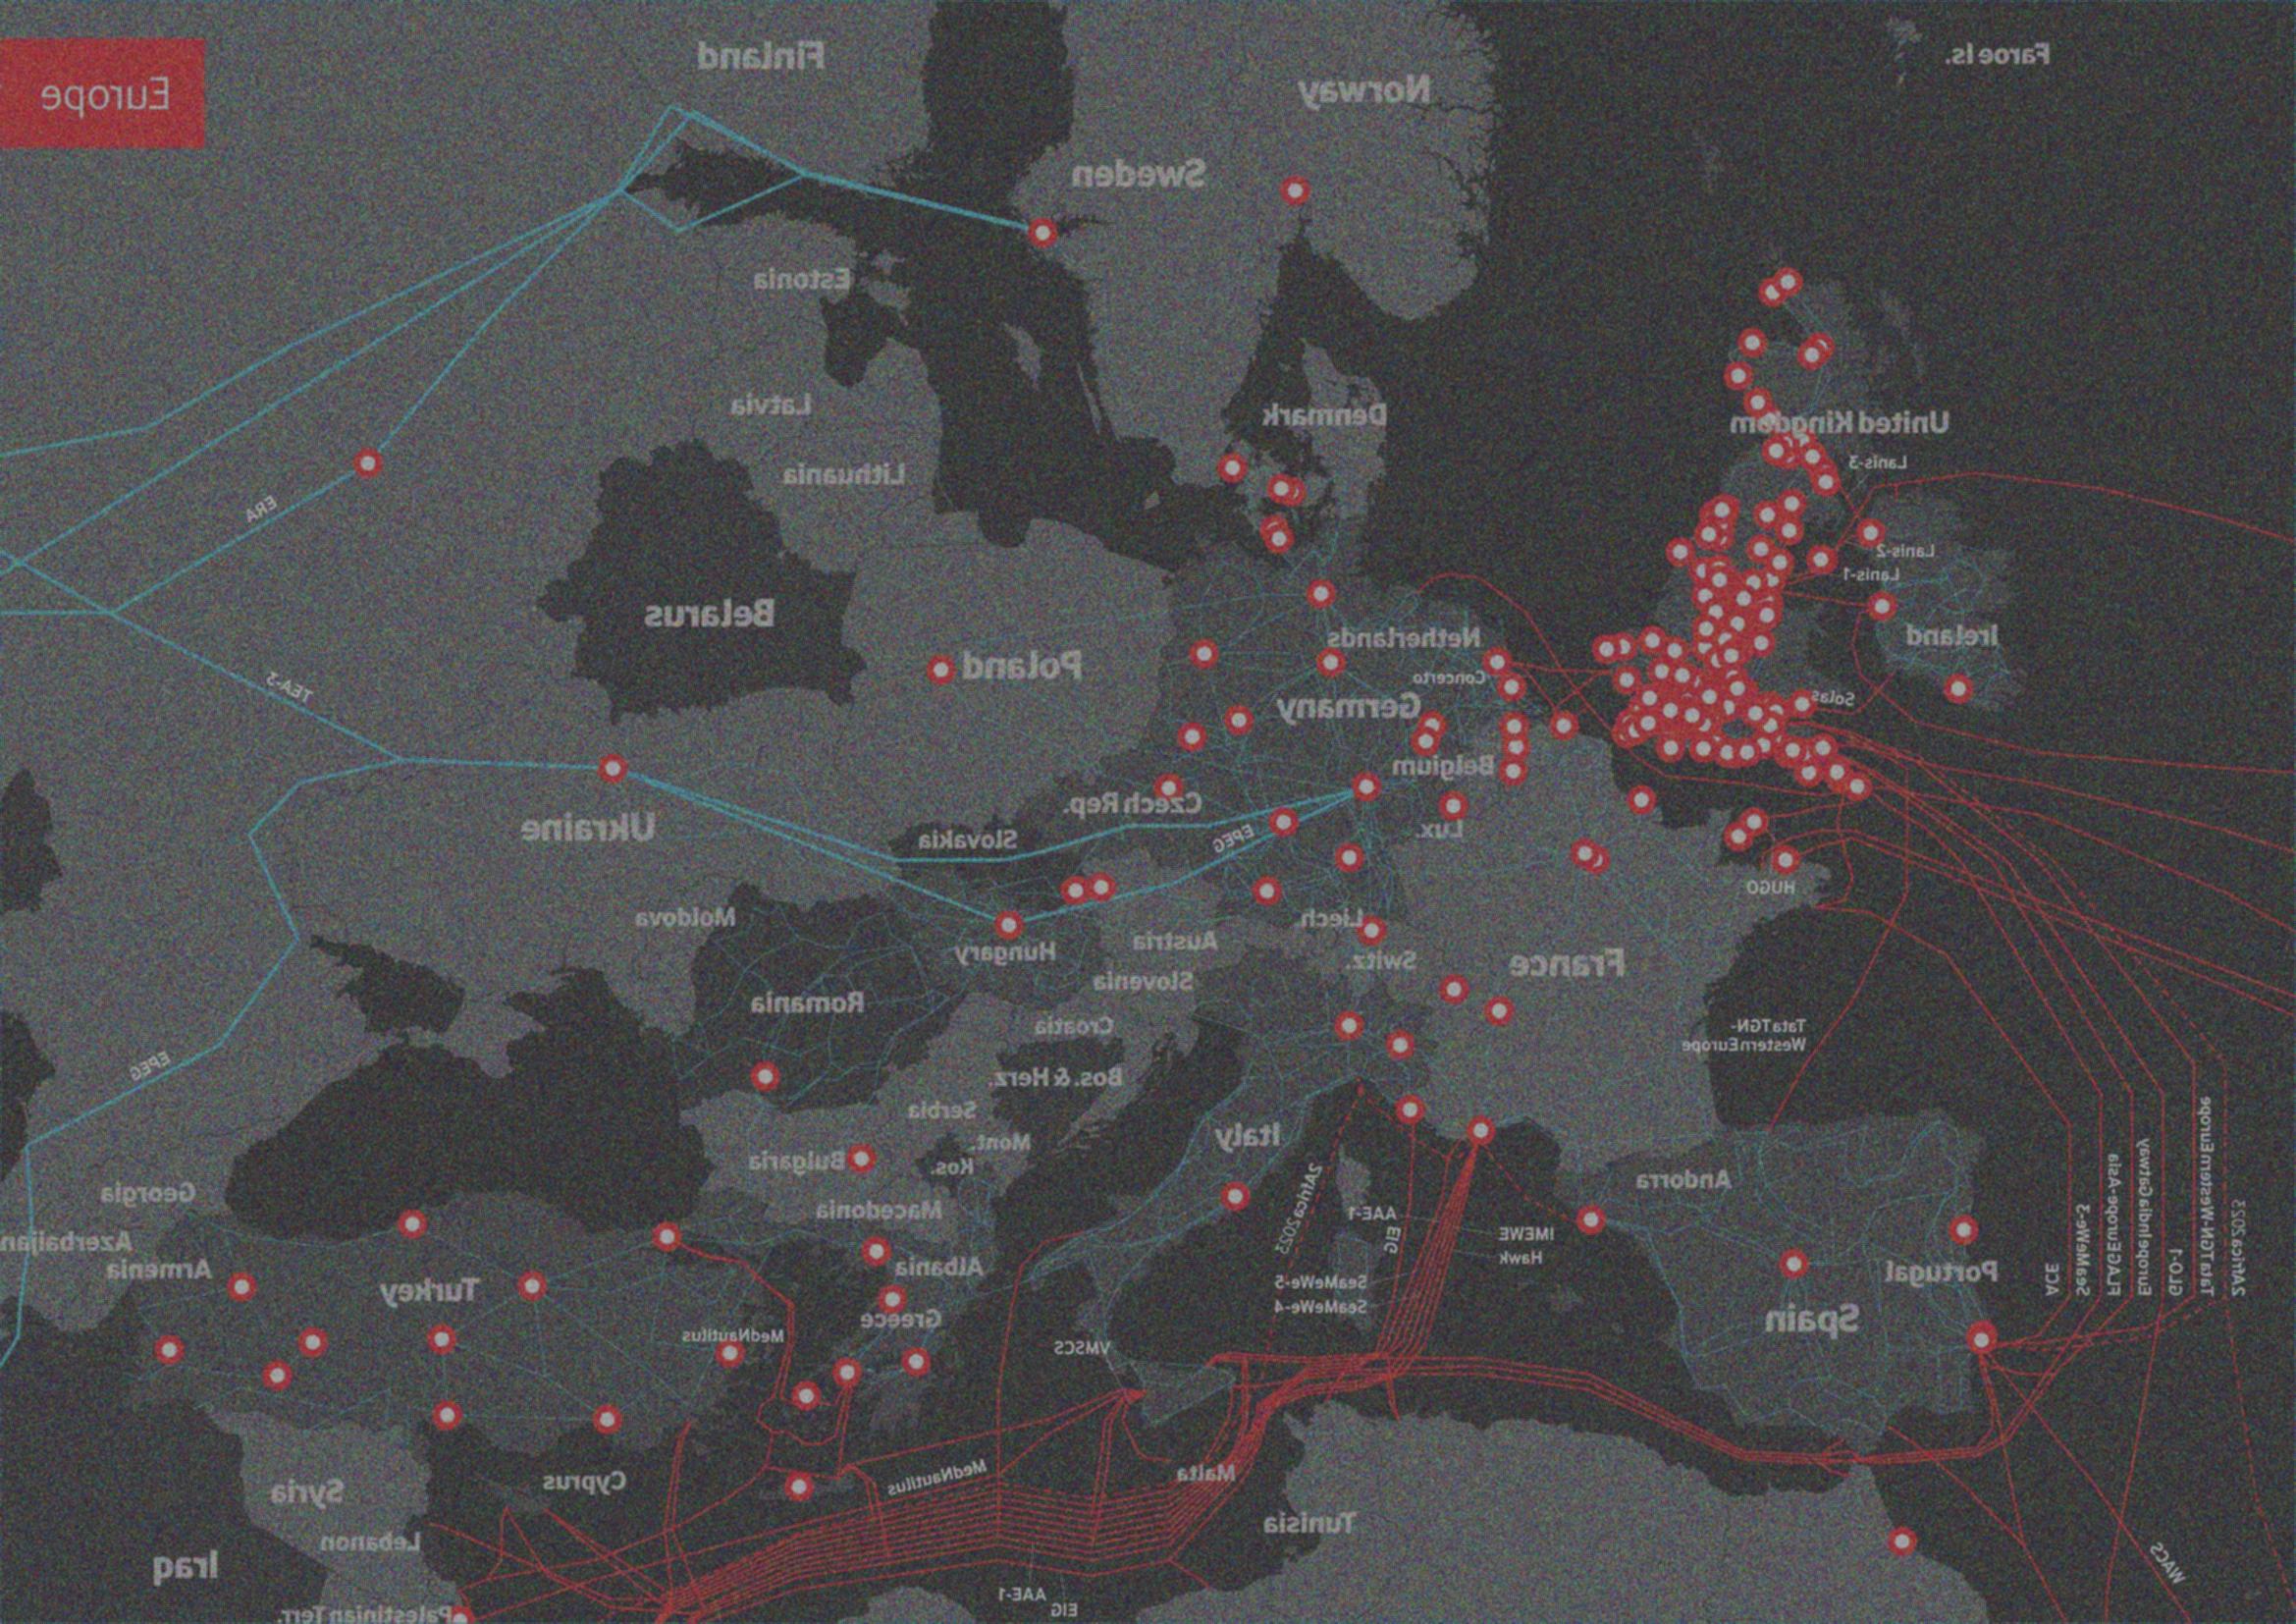 Europe
Finland
Norway
Faroe Is.
Sweden
Estonia
Latvia
Denmark
United Kingdom
Lanis-3
Lithuania
ERA
Lanis-2
Lanis-1
Belarus
Ireland
Netherlands
Poland
Concerto
TEA-3
Germany
Solas
Belgium
Czech Rep.
Ukraine
Slovakia
EPEG
Lux.
HUGO
Moldova
Liech.
Austria
Hungary
Switz.
France
Slovenia
Romania
Croatia
TataTGN-
WesternEurope
EPEG
Bos. & Herz.
Serbia
Mont.
Italy
Bulgaria
Kos.
Andorra
Georgia
Macedonia
2Africa 2023
AAE-1
EIG
IMEWE
Hawk
Azerbaijan
Armenia
Albania
Turkey
SeaMeWe-5
SeaMeWe-4
Portugal
Spain
ACE
SeaMeWe-3
FLAG Europe-Asia
Europe India Gatway
GLO-1
Tata TGN-Western Europe
2Africa 2023
Greece
MedNautilus
VMSCS
Malta
MedNautilus
Cyprus
Syria
Tunisia
Lebanon
Iraq
WACS
AAE-1
EIG
Palestinian Terr.